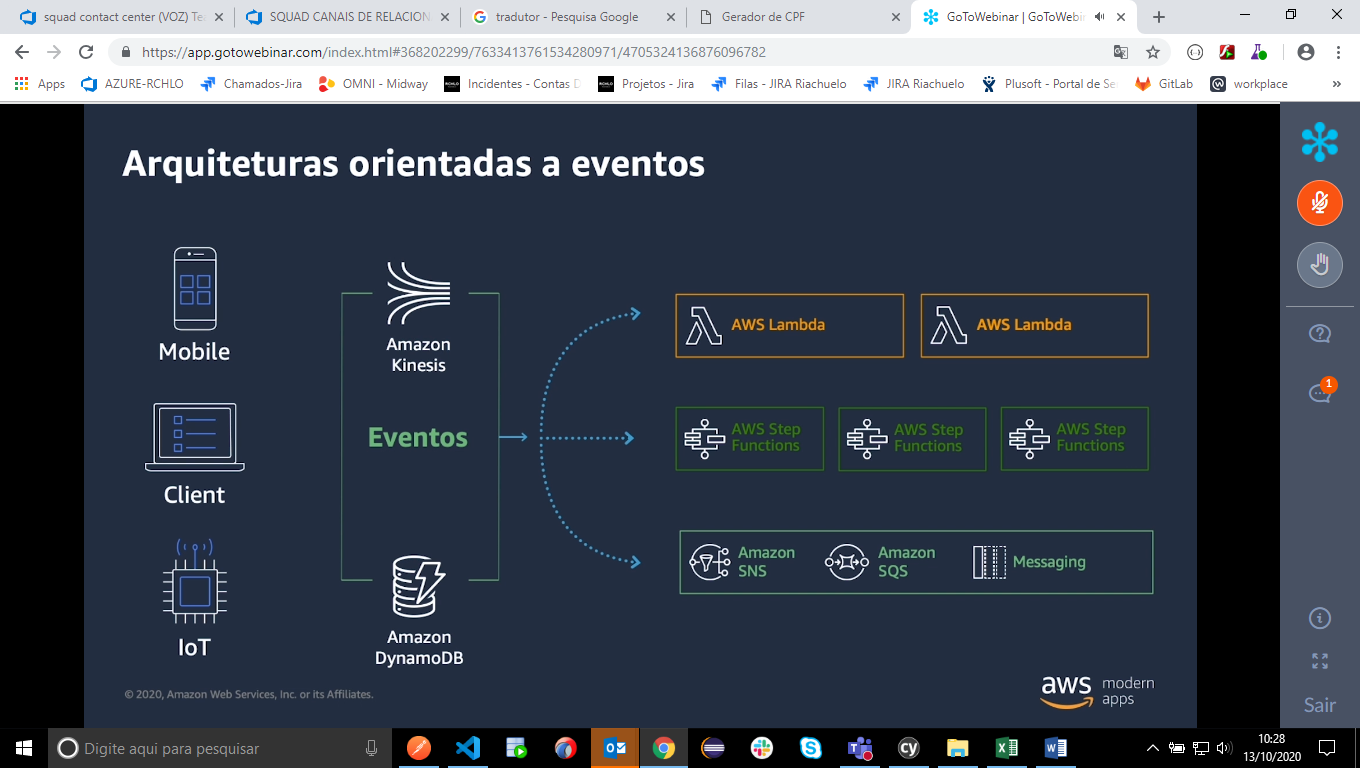 squad contact center (VOZ) Te
SQUAD CANAIS DE RELACION
tradutor - Pesquisa Google
Gerador de CPF
GoToWebinar | GoToWebin
https://app.gotowebinar.com/index.html#368202299/7633413761534280971/4705324136876096782
Apps
AZURE-RCHLO
Chamados-Jira
OMNI - Midway
Incidentes - Contas D
Projetos - Jira
Filas - JIRA Riachuelo
JIRA Riachuelo
Plusoft - Portal de Se
GitLab
workplace
»
Arquiteturas orientadas a eventos
Mobile
Client
IoT
Amazon
Kinesis
Eventos
Amazon
DynamoDB
AWS Lambda
AWS Lambda
AWS Step
Functions
AWS Step
Functions
AWS Step
Functions
Amazon
SNS
Amazon
SQS
Messaging
© 2020, Amazon Web Services, Inc. or its Affiliates.
aws
modern
apps
1
Sair
Digite aqui para pesquisar
cy
10:28
13/10/2020